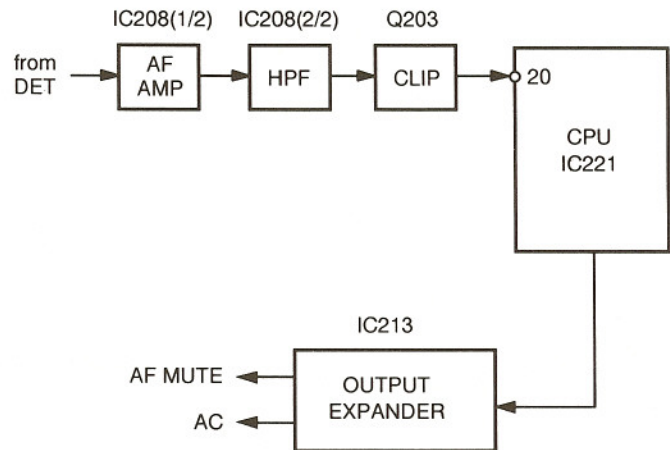 IC208(1/2) IC208(2/2) Q203
from
DET
AF
AMP
HPF
CLIP
20
CPU
IC221
IC213
AF MUTE
AC
OUTPUT
EXPANDER